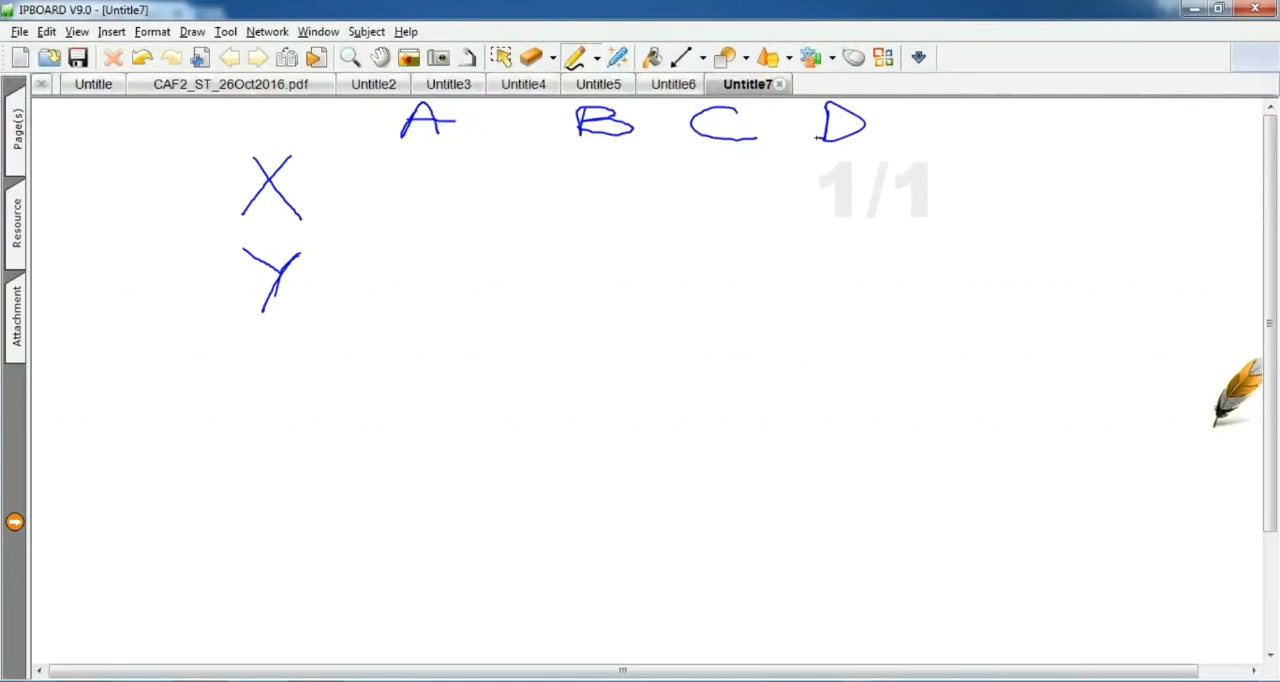 IPBOARD V9.0 - [Untitle7]
File Edit View Insert Format Draw Tool Network Window Subject Help
Untitle CAF2_ST_26Oct2016.pdf Untitle2 Untitle3 Untitle4 Untitle5 Untitle6 Untitle7
Page(s)
Resource
Attachment
A B C D
1/1
X
Y